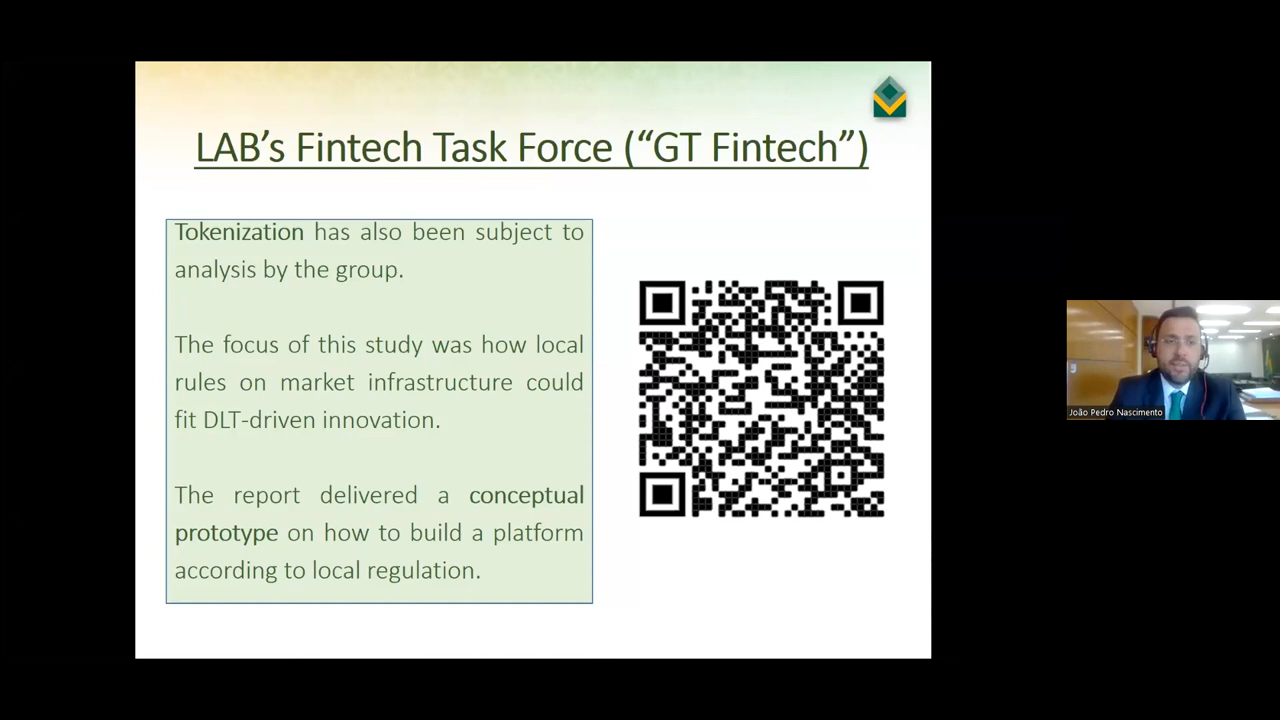 LAB’s Fintech Task Force (“GT Fintech”)
Tokenization has also been subject to
analysis by the group.
The focus of this study was how local
rules on market infrastructure could
fit DLT-driven innovation.
The report delivered a conceptual
prototype on how to build a platform
according to local regulation.
João Pedro Nascimento